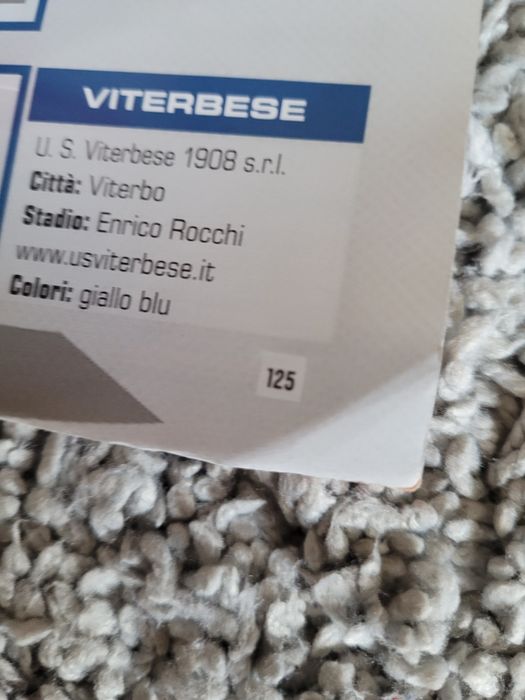 VITERBESE
U. S. Viterbese 1908 s.r.l.
Città: Viterbo
Stadio: Enrico Rocchi
www.usviterbese.it
Colori: giallo blu
125